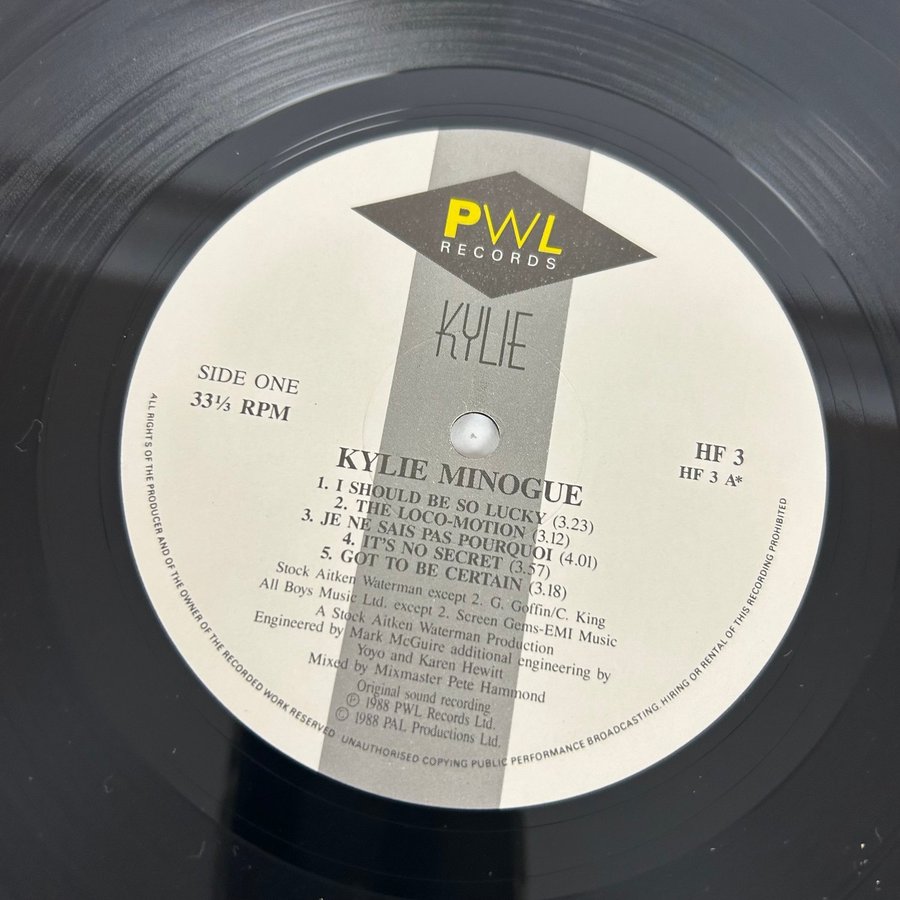 PWL
RECORDS
KYLIE
SIDE ONE
33⅓ RPM
HF 3
HF 3 A*
KYLIE MINOGUE
1. I SHOULD BE SO LUCKY (3.23)
2. THE LOCO-MOTION (3.12)
3. JE NE SAIS PAS POURQUOI (4.01)
4. IT'S NO SECRET (3.57)
5. GOT TO BE CERTAIN (3.18)
Stock Aitken Waterman except 2. G. Goffin/C. King
All Boys Music Ltd. except 2. Screen Gems-EMI Music
A Stock Aitken Waterman Production
Engineered by Mark McGuire additional engineering by
Yoyo and Karen Hewitt
Mixed by Mixmaster Pete Hammond
Original sound recording
℗ 1988 PWL Records Ltd.
© 1988 PAL Productions Ltd.
ALL RIGHTS OF THE PRODUCER AND OF THE OWNER OF THE RECORDED WORK RESERVED UNAUTHORISED COPYING PUBLIC PERFORMANCE BROADCASTING. HIRING OR RENTAL OF THIS RECORDING PROHIBITED